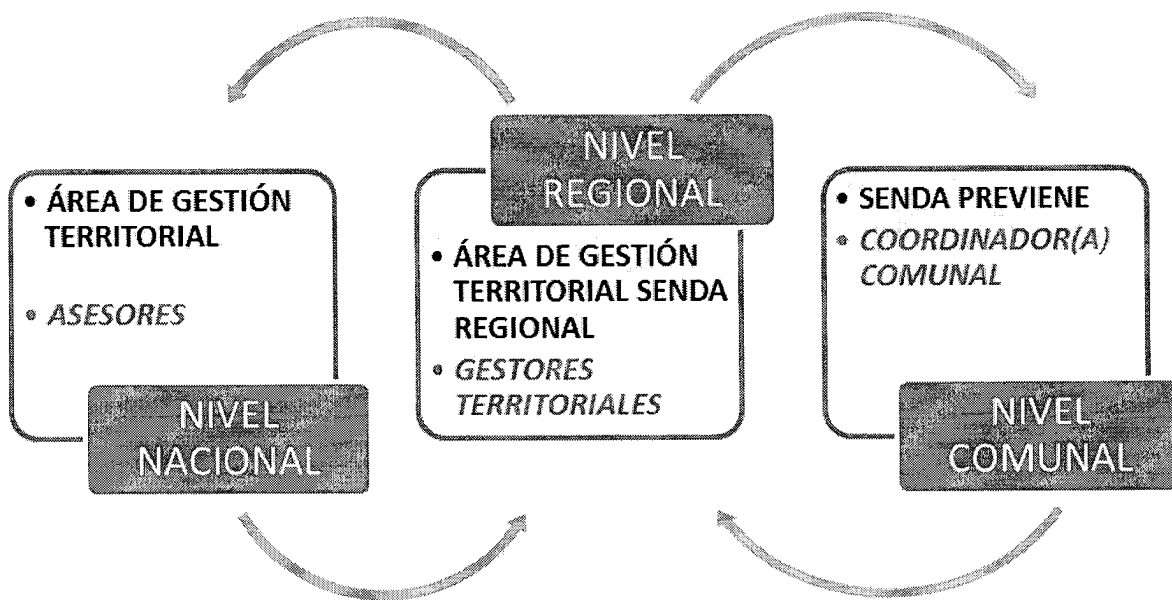 • ÁREA DE GESTIÓN
TERRITORIAL
• ASESORES
NIVEL
NACIONAL
NIVEL
REGIONAL
• ÁREA DE GESTIÓN
TERRITORIAL SENDA
REGIONAL
• GESTORES
TERRITORIALES
• SENDA PREVIENE
• COORDINADOR(A)
COMUNAL
NIVEL
COMUNAL